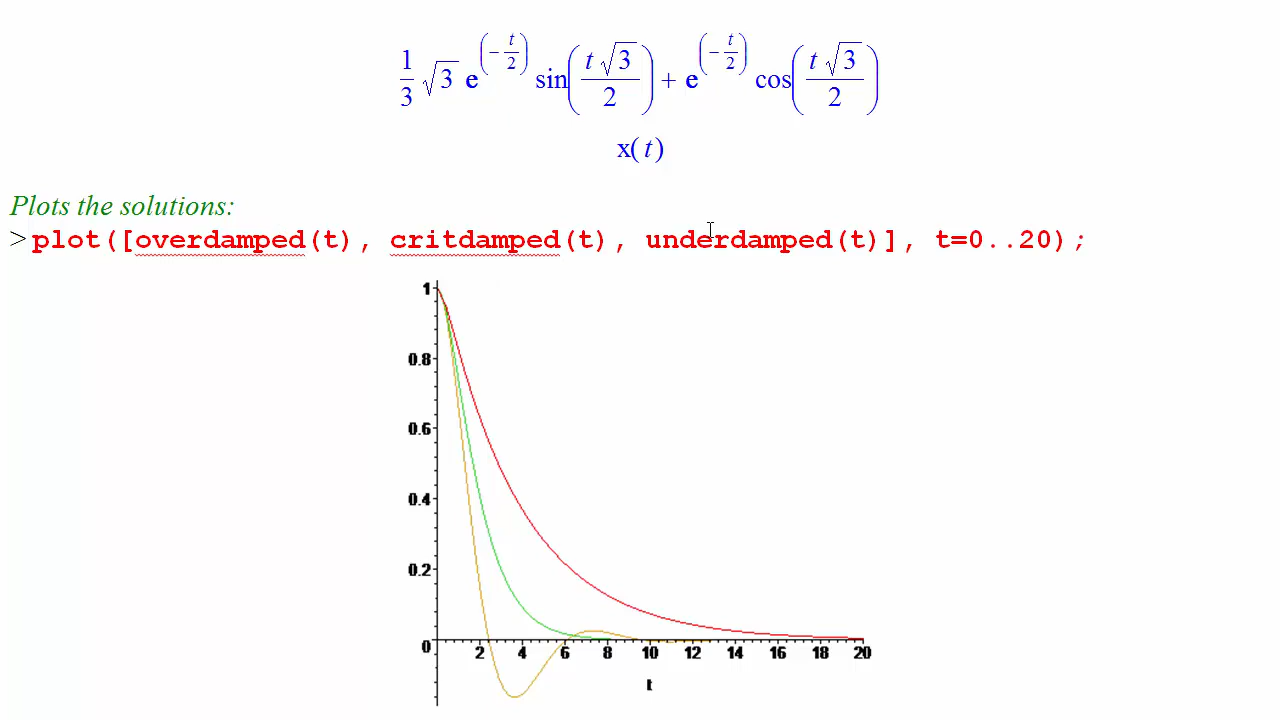 1/3 √3 e^(-t/2) sin(t√3/2) + e^(-t/2) cos(t√3/2)
x(t)
Plots the solutions:
> plot([overdamped(t), critdamped(t), underdamped(t)], t=0..20);
1
0.8
0.6
0.4
0.2
0
2 4 6 8 10 12 14 16 18 20
t